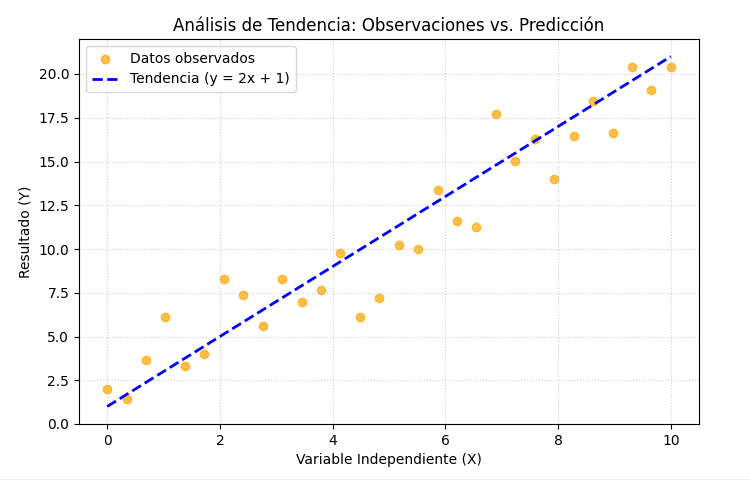 Análisis de Tendencia: Observaciones vs. Predicción
Datos observados
Tendencia (y = 2x + 1)
20.0
17.5
15.0
12.5
10.0
7.5
5.0
2.5
0.0
Resultado (Y)
0 2 4 6 8 10
Variable Independiente (X)